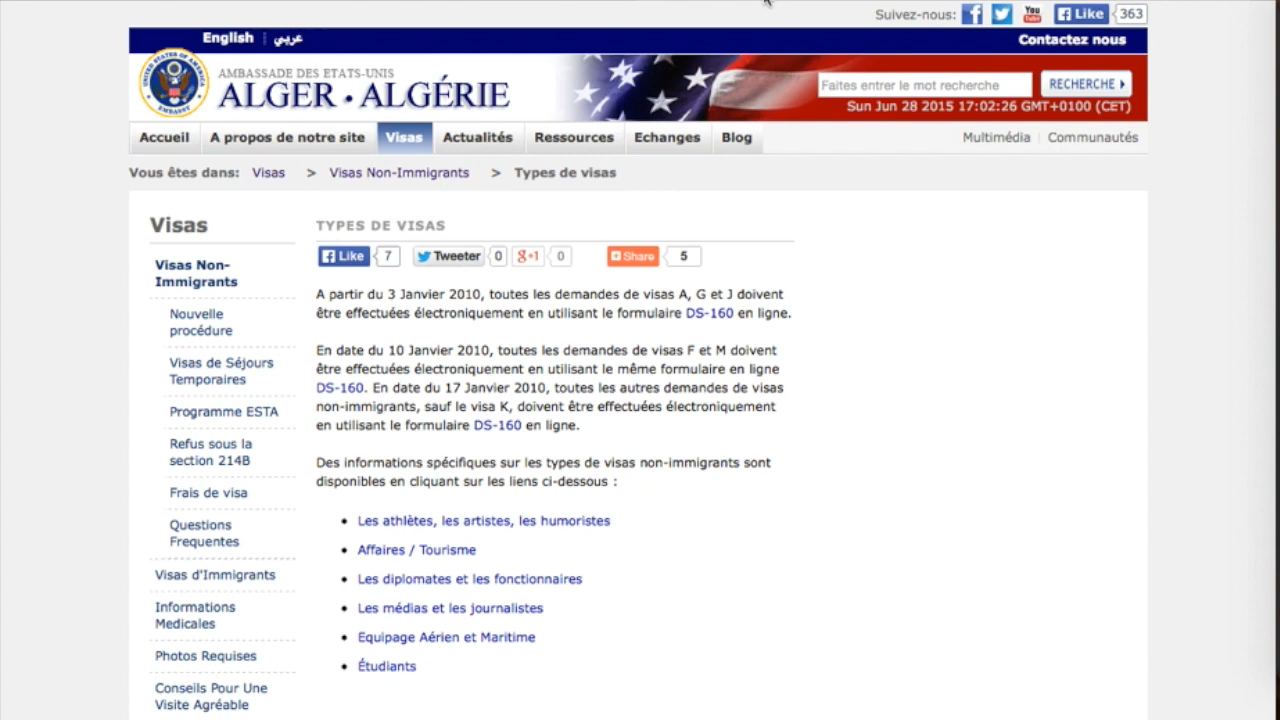 Suivez-nous:
You
Tube
Like
363
English
عربي
Contactez nous
UNITED STATES OF AMERICA
EMBASSY
AMBASSADE DES ETATS-UNIS
ALGER • ALGÉRIE
Faites entrer le mot recherche
RECHERCHE
Sun Jun 28 2015 17:02:26 GMT+0100 (CET)
Accueil
A propos de notre site
Visas
Actualités
Ressources
Echanges
Blog
Multimédia
Communautés
Vous êtes dans: Visas > Visas Non-Immigrants > Types de visas
Visas
Visas Non-
Immigrants
Nouvelle
procédure
Visas de Séjours
Temporaires
Programme ESTA
Refus sous la
section 214B
Frais de visa
Questions
Frequentes
Visas d'Immigrants
Informations
Medicales
Photos Requises
Conseils Pour Une
Visite Agréable
TYPES DE VISAS
Like 7 Tweeter 0 g+1 0 Share 5
A partir du 3 Janvier 2010, toutes les demandes de visas A, G et J doivent
être effectuées électroniquement en utilisant le formulaire DS-160 en ligne.
En date du 10 Janvier 2010, toutes les demandes de visas F et M doivent
être effectuées électroniquement en utilisant le même formulaire en ligne
DS-160. En date du 17 Janvier 2010, toutes les autres demandes de visas
non-immigrants, sauf le visa K, doivent être effectuées électroniquement
en utilisant le formulaire DS-160 en ligne.
Des informations spécifiques sur les types de visas non-immigrants sont
disponibles en cliquant sur les liens ci-dessous :
• Les athlètes, les artistes, les humoristes
• Affaires / Tourisme
• Les diplomates et les fonctionnaires
• Les médias et les journalistes
• Equipage Aérien et Maritime
• Étudiants